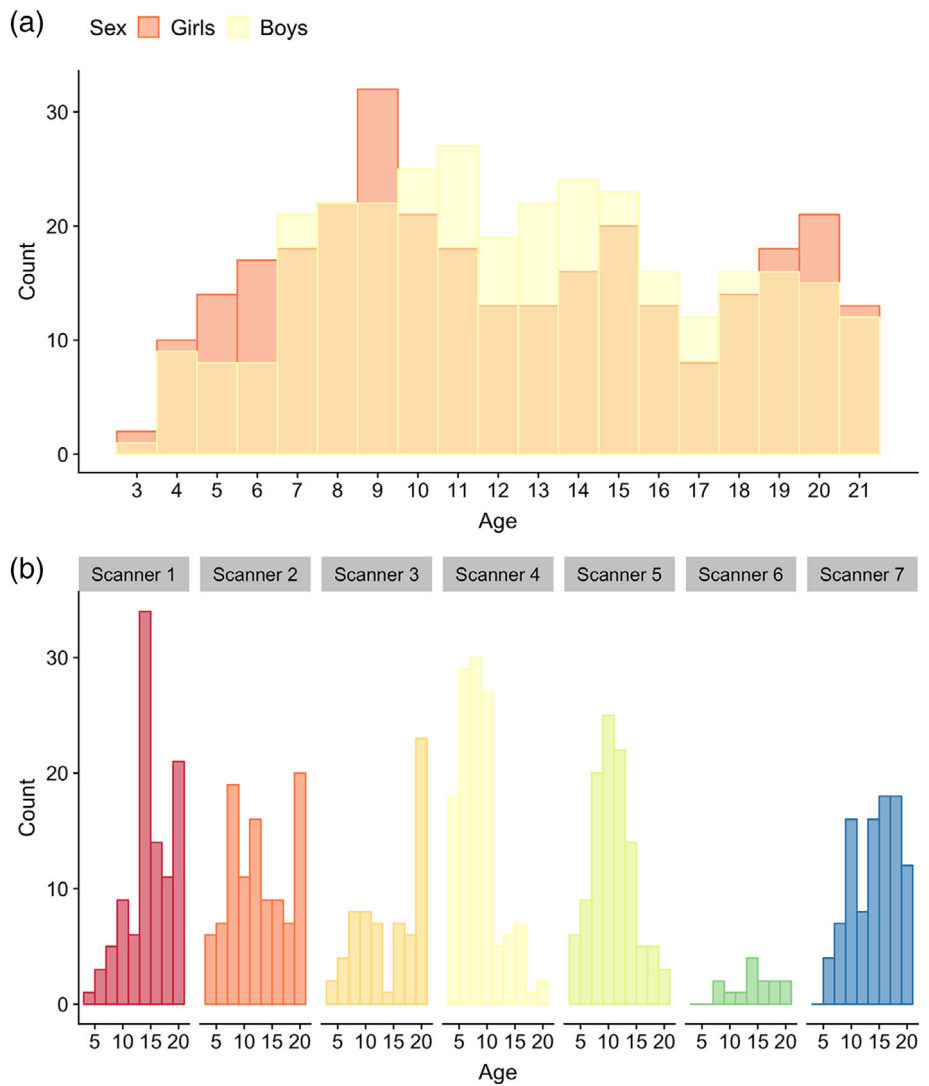 (a) Sex Girls Boys
Count
30
20
10
0
3 4 5 6 7 8 9 10 11 12 13 14 15 16 17 18 19 20 21
Age
(b) Scanner 1 Scanner 2 Scanner 3 Scanner 4 Scanner 5 Scanner 6 Scanner 7
Count
30
20
10
0
5 10 15 20 5 10 15 20 5 10 15 20 5 10 15 20 5 10 15 20 5 10 15 20 5 10 15 20
Age